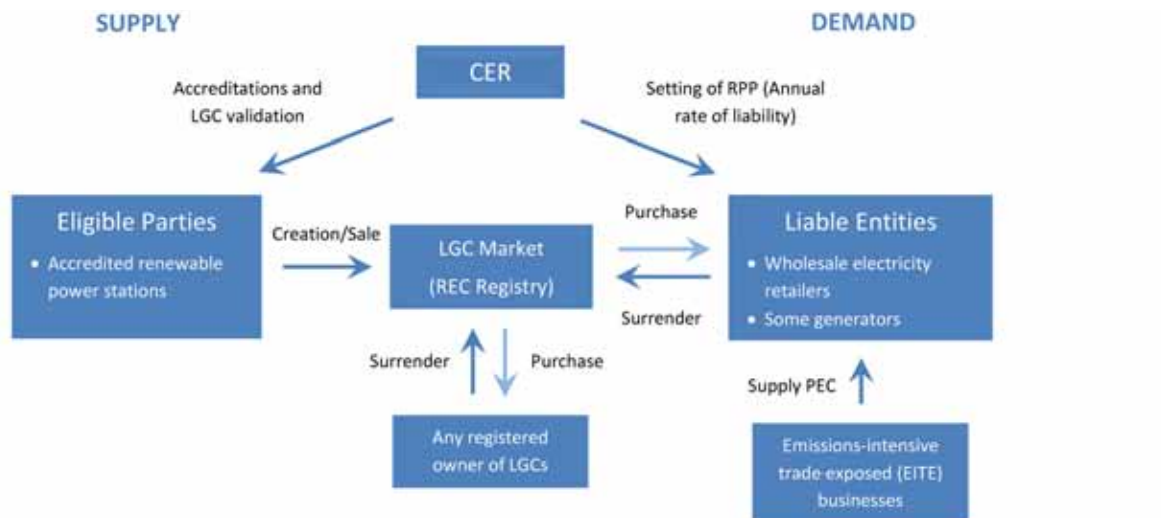 SUPPLY
DEMAND
CER
Accreditations and
LGC validation
Setting of RPP (Annual
rate of liability)
Eligible Parties
• Accredited renewable
power stations
Creation/Sale
LGC Market
(REC Registry)
Purchase
Surrender
Liable Entities
• Wholesale electricity
retailers
• Some generators
Surrender
Purchase
Supply PEC
Any registered
owner of LGCs
Emissions-intensive
trade exposed (EITE)
businesses